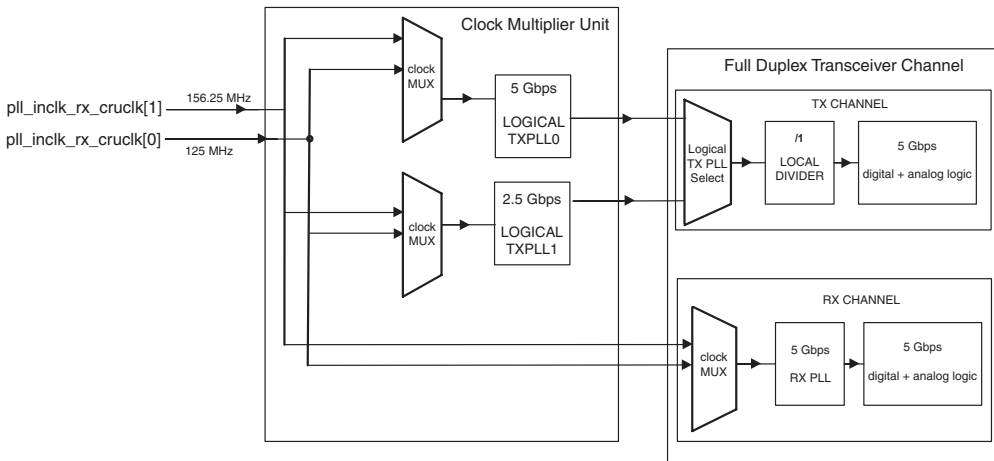 Clock Multiplier Unit
Full Duplex Transceiver Channel
pll_inclk_rx_cruclk[1]
156.25 MHz
pll_inclk_rx_cruclk[0]
125 MHz
clock
MUX
5 Gbps
LOGICAL
TXPLL0
clock
MUX
2.5 Gbps
LOGICAL
TXPLL1
TX CHANNEL
Logical
TX PLL
Select
/1
LOCAL
DIVIDER
5 Gbps
digital + analog logic
RX CHANNEL
clock
MUX
5 Gbps
RX PLL
5 Gbps
digital + analog logic